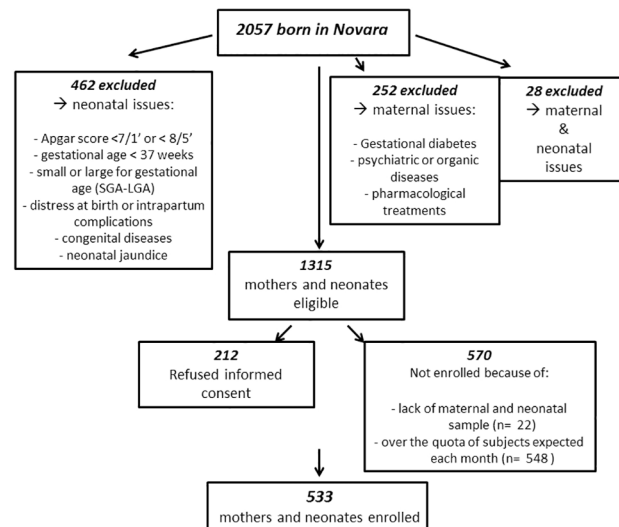 2057 born in Novara
462 excluded
→ neonatal issues:
- Apgar score <7/1' or < 8/5'
- gestational age < 37 weeks
- small or large for gestational
age (SGA-LGA)
- distress at birth or intrapartum
complications
- congenital diseases
- neonatal jaundice
252 excluded
→ maternal issues:
- Gestational diabetes
- psychiatric or organic
diseases
- pharmacological
treatments
28 excluded
→ maternal
&
neonatal
issues
1315
mothers and neonates
eligible
212
Refused informed
consent
570
Not enrolled because of:
- lack of maternal and neonatal
sample (n= 22)
- over the quota of subjects expected
each month (n= 548 )
533
mothers and neonates enrolled